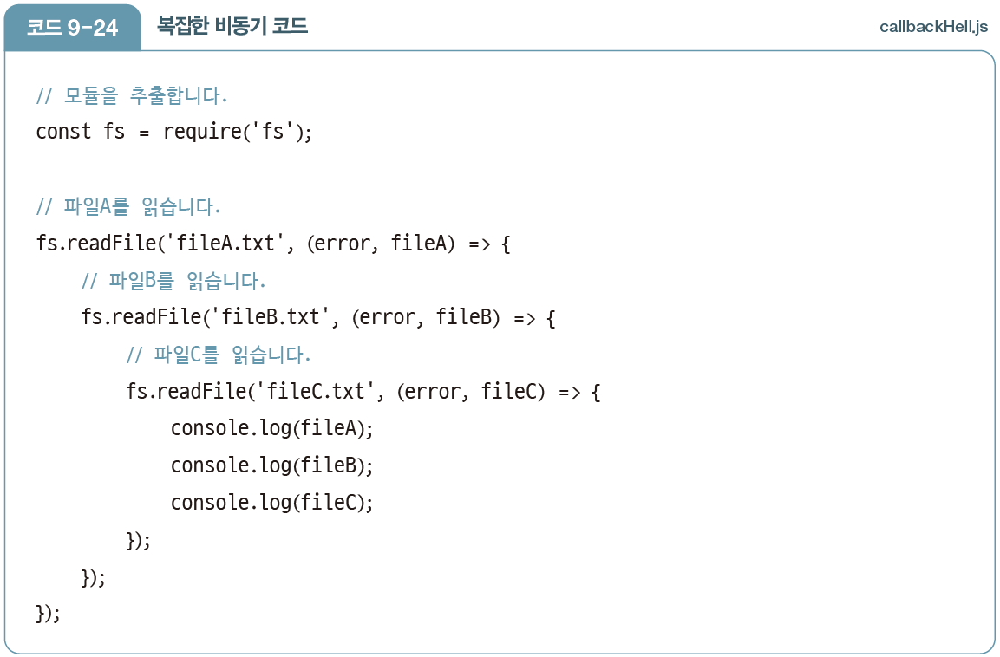 코드 9-24 복잡한 비동기 코드 callbackHell.js
// 모듈을 추출합니다.
const fs = require('fs');
// 파일A를 읽습니다.
fs.readFile('fileA.txt', (error, fileA) => {
// 파일B를 읽습니다.
fs.readFile('fileB.txt', (error, fileB) => {
// 파일C를 읽습니다.
fs.readFile('fileC.txt', (error, fileC) => {
console.log(fileA);
console.log(fileB);
console.log(fileC);
});
});
});